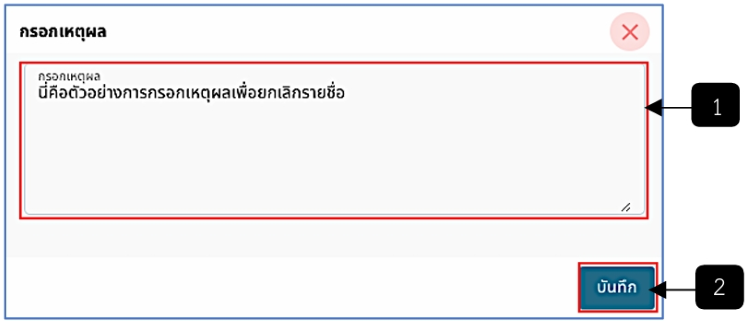 กรอกเหตุผล
กรอกเหตุผล
นี่คือตัวอย่างการกรอกเหตุผลเพื่อยกเลิกรายชื่อ
1
บันทึก
2